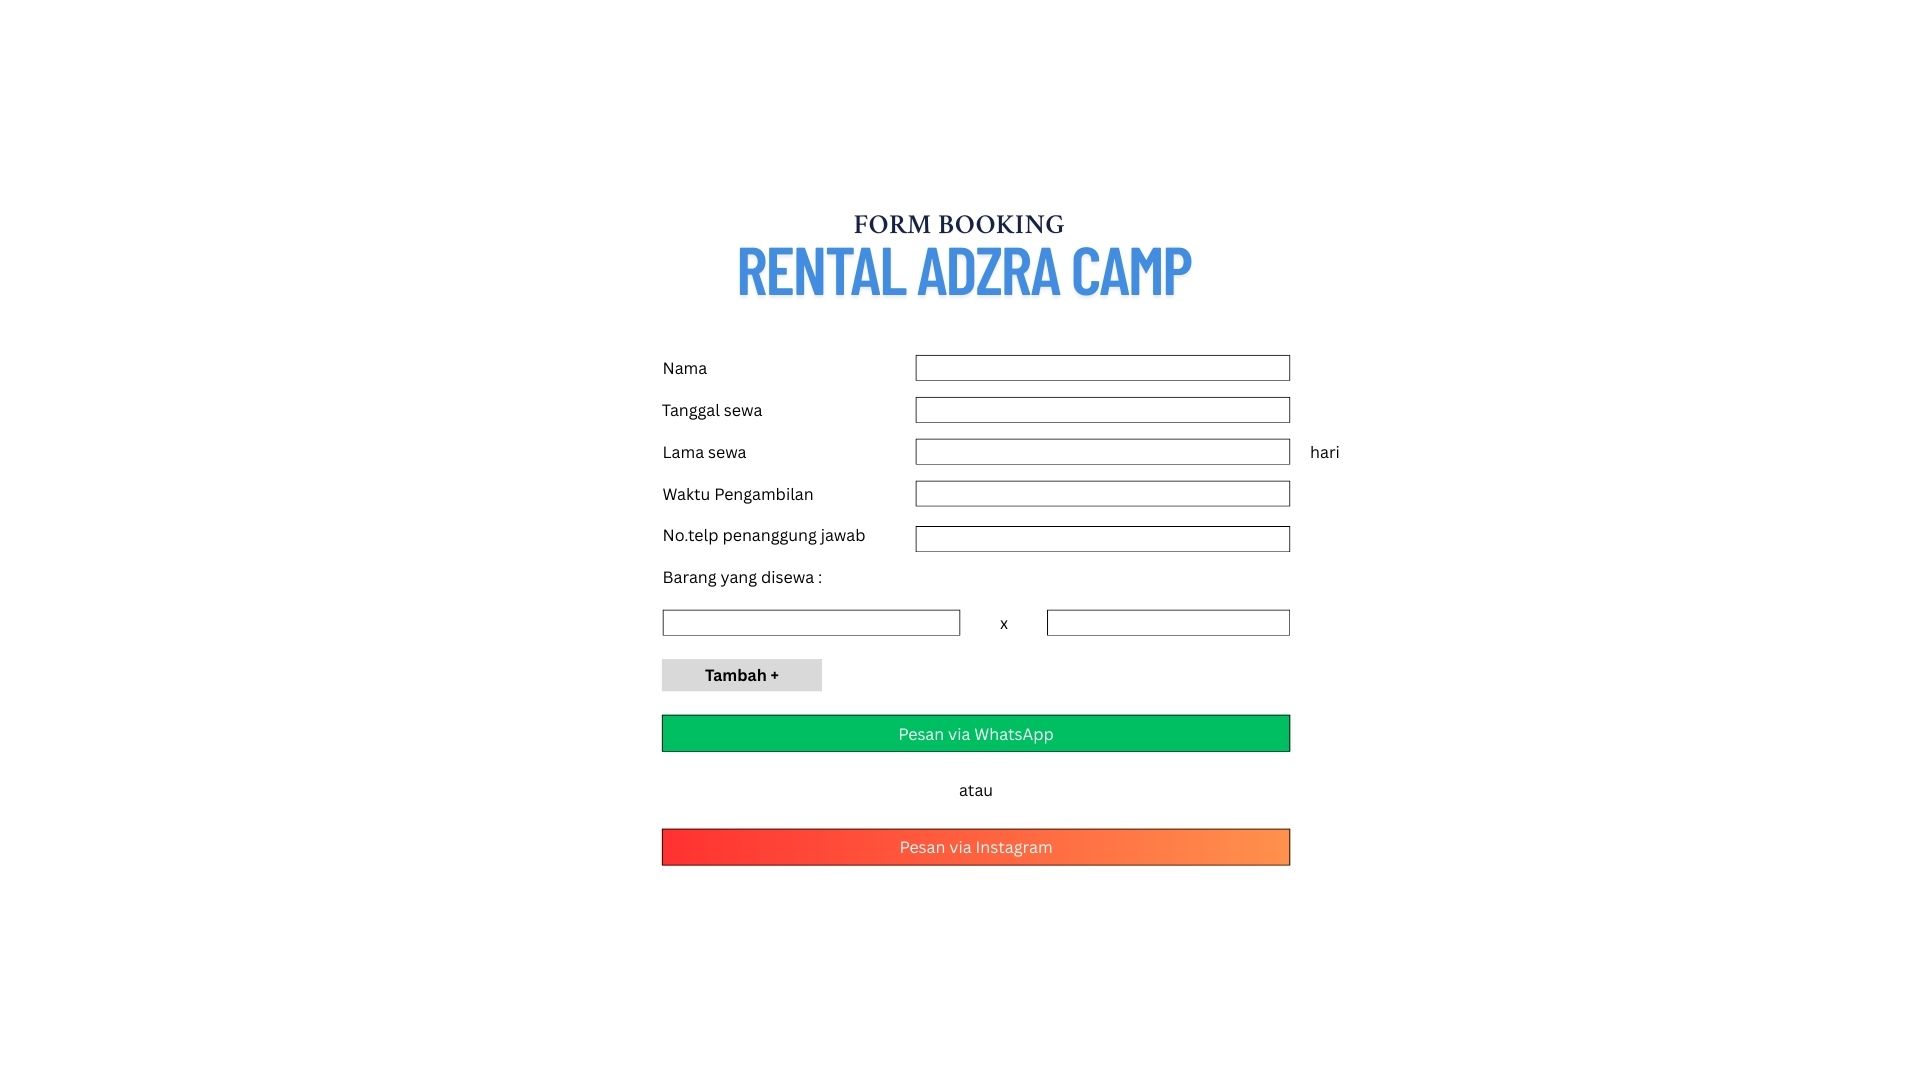 FORM BOOKING
RENTAL ADZRA CAMP
Nama
Tanggal sewa
Lama sewa hari
Waktu Pengambilan
No.telp penanggung jawab
Barang yang disewa :
x
Tambah +
Pesan via WhatsApp
atau
Pesan via Instagram